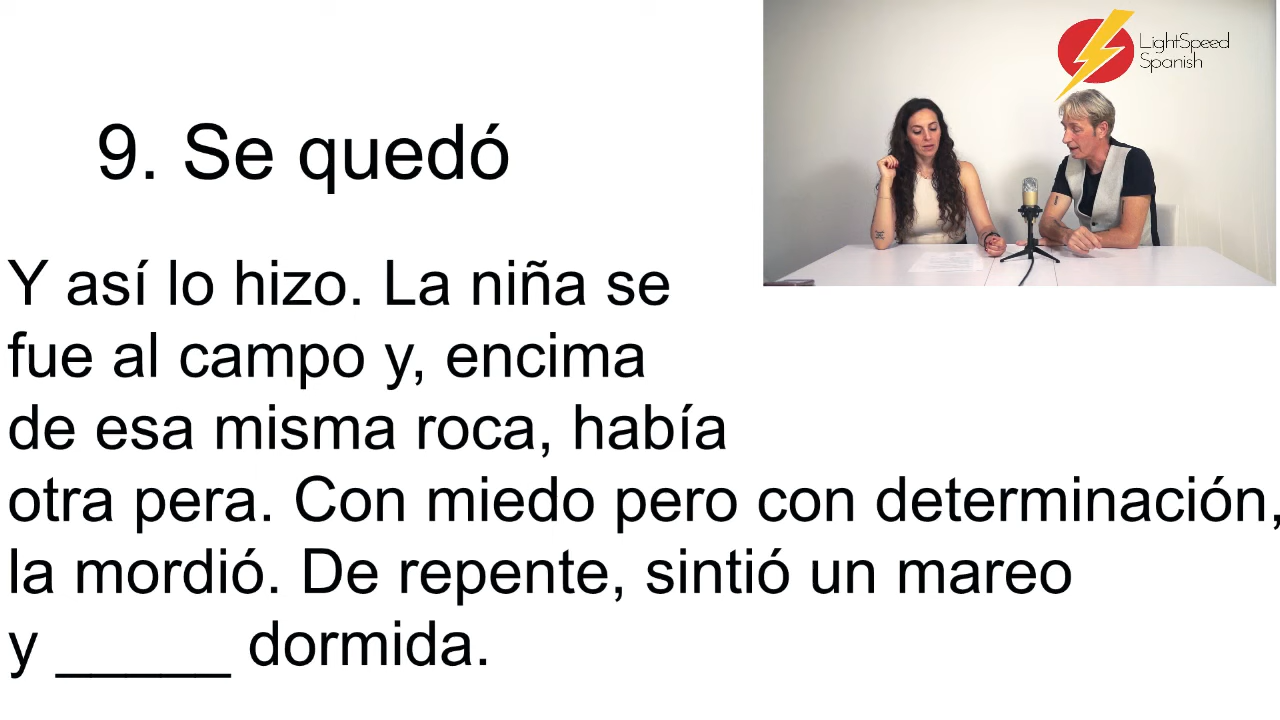 LightSpeed
Spanish
9. Se quedó
Y así lo hizo. La niña se
fue al campo y, encima
de esa misma roca, había
otra pera. Con miedo pero con determinación,
la mordió. De repente, sintió un mareo
y _____ dormida.